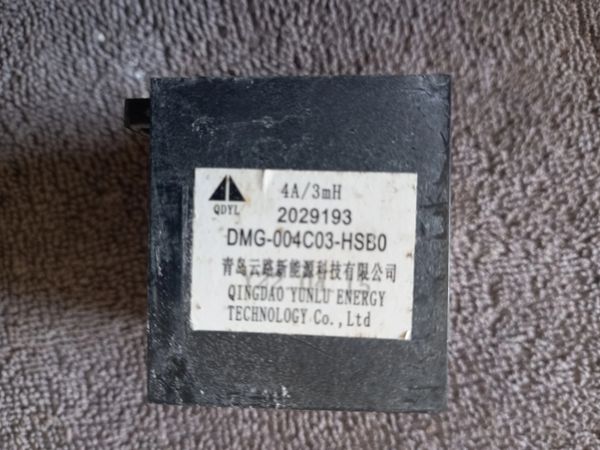 4A/3mH
QDYL
2029193
DMG-004C03-HSB0
青岛云路新能源科技有限公司
QINGDAO YUNLU ENERGY
TECHNOLOGY Co.,Ltd